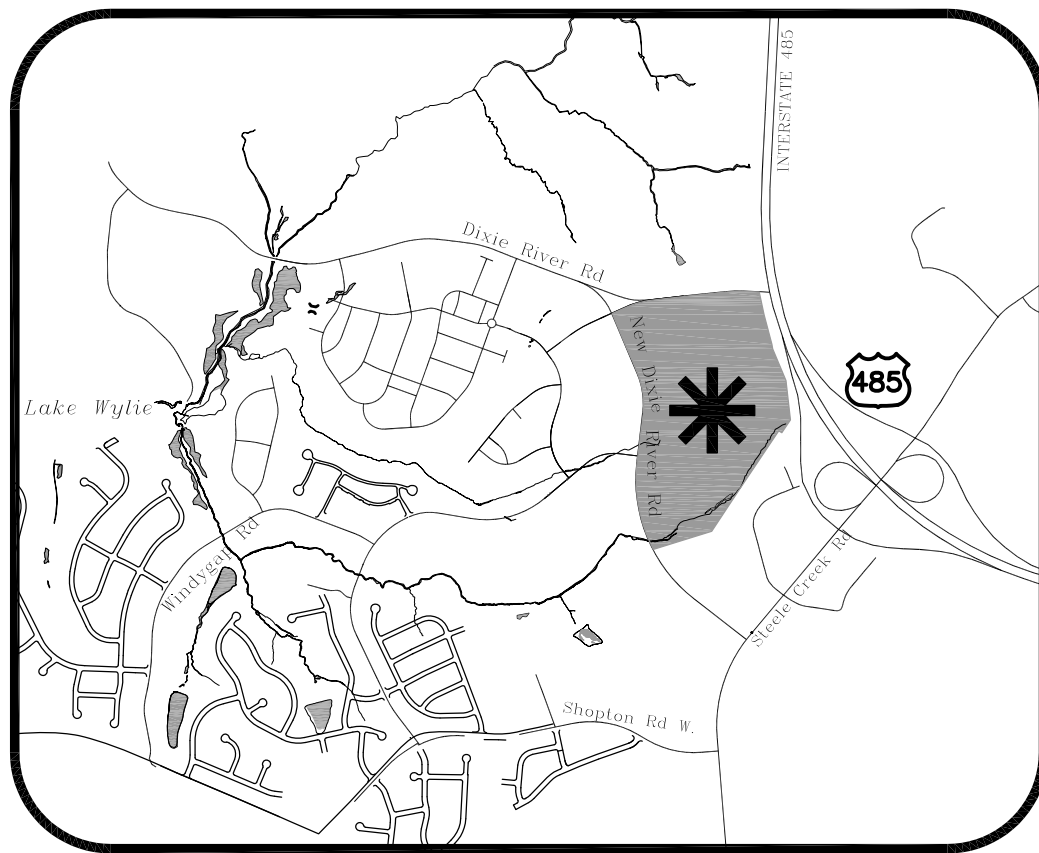 INTERSTATE 485
Dixie River Rd
New Dixie River Rd
485
Lake Wylie
Windygap Rd
Steele Creek Rd
Shopton Rd W.